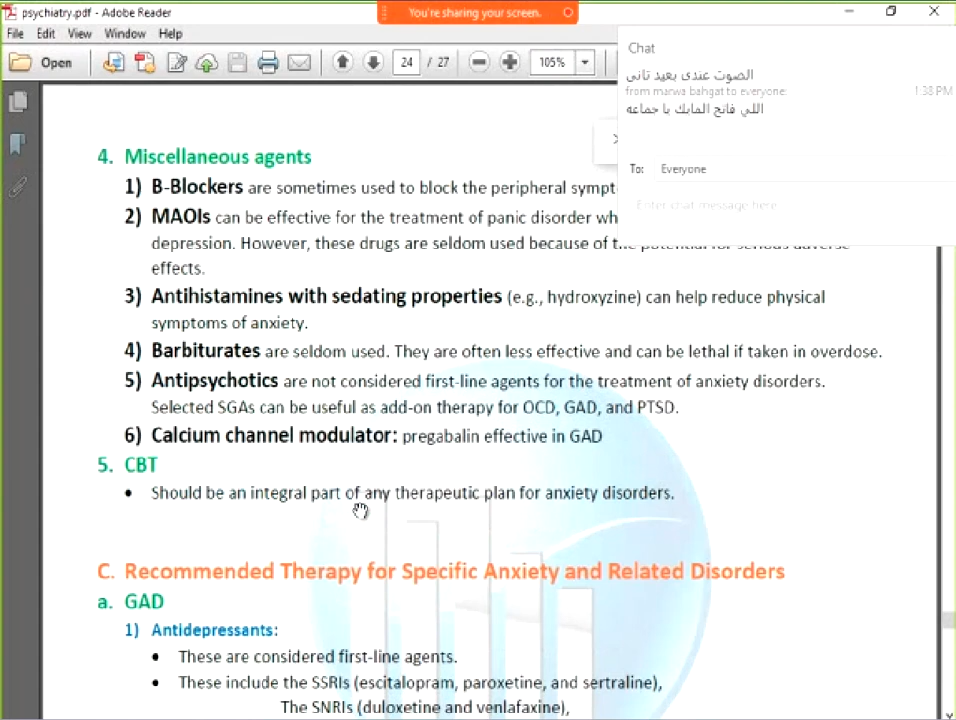 psychiatry.pdf - Adobe Reader
You're sharing your screen.
File Edit View Window Help
Open
24 / 27
105%
Chat
الصوت عندى بعيد تانى
from marwa bahgat to everyone:
1:38 PM
اللي فاتح المايك يا جماعه
To: Everyone
Enter chat message here
4. Miscellaneous agents
1) B-Blockers are sometimes used to block the peripheral
2) MAOIs can be effective for the treatment of panic disorder
depression. However, these drugs are seldom used because of
effects.
3) Antihistamines with sedating properties (e.g., hydroxyzine) can help reduce physical
symptoms of anxiety.
4) Barbiturates are seldom used. They are often less effective and can be lethal if taken in overdose.
5) Antipsychotics are not considered first-line agents for the treatment of anxiety disorders.
Selected SGAs can be useful as add-on therapy for OCD, GAD, and PTSD.
6) Calcium channel modulator: pregabalin effective in GAD
5. CBT
• Should be an integral part of any therapeutic plan for anxiety disorders.
C. Recommended Therapy for Specific Anxiety and Related Disorders
a. GAD
1) Antidepressants:
• These are considered first-line agents.
• These include the SSRIs (escitalopram, paroxetine, and sertraline),
The SNRIs (duloxetine and venlafaxine),